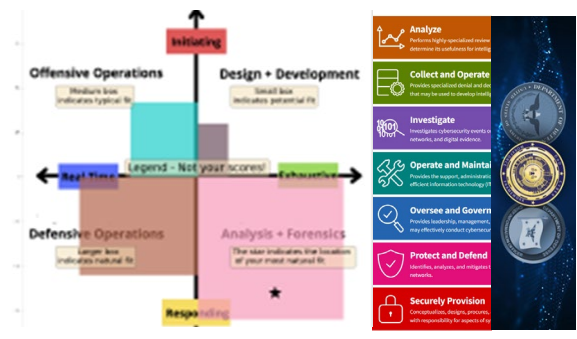 Initiating
Offensive Operations
Design + Development
Medium box
indicates typical fit
Small box
indicates potential fit
Legend - Not your scores!
Real Time
Exhaustive
Defensive Operations
Analysis + Forensics
Larger box
indicates natural fit
The star indicates the location
of your most natural fit.
Responding
Analyze
Performs highly-specialized review
determine its usefulness for intellig
Collect and Operate
Provides specialized denial and de
that may be used to develop intelig
Investigate
Investigates cybersecurity events o
networks, and digital evidence.
Operate and Maintai
Provides the support, administratio
efficient information technology (IT
Oversee and Govern
Provides leadership, management,
may effectively conduct cybersecur
Protect and Defend
Identifies, analyzes, and mitigates t
networks.
Securely Provision
Conceptualizes, designs, procures,
with responsibility for aspects of sy